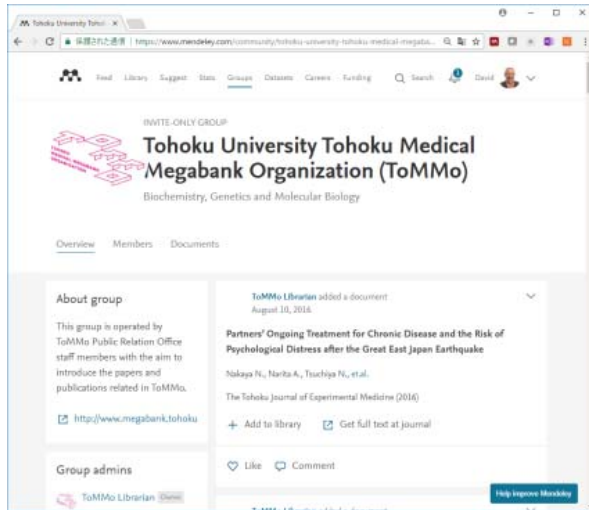 Tohoku University Tohok
保護された通信 | https://www.mendeley.com/community/tohoku-university-tohoku-medical-megaba...
Feed Library Suggest Stats Groups Datasets Careers Funding Search David
INVITE-ONLY GROUP
TOHOKU
MEDICAL
MEGABANK
ORGANIZATION
Tohoku University Tohoku Medical
Megabank Organization (ToMMo)
Biochemistry, Genetics and Molecular Biology
Overview Members Documents
About group
This group is operated by
ToMMo Public Relation Office
staff members with the aim to
introduce the papers and
publications related in ToMMo.
http://www.megabank.tohoku
Group admins
ToMMo Librarian Owner
ToMMo Librarian added a document
August 10, 2016
Partners' Ongoing Treatment for Chronic Disease and the Risk of
Psychological Distress after the Great East Japan Earthquake
Nakaya N., Narita A., Tsuchiya N., et al.
The Tohoku Journal of Experimental Medicine (2016)
+ Add to library Get full text at journal
Like Comment
Help improve Mendeley